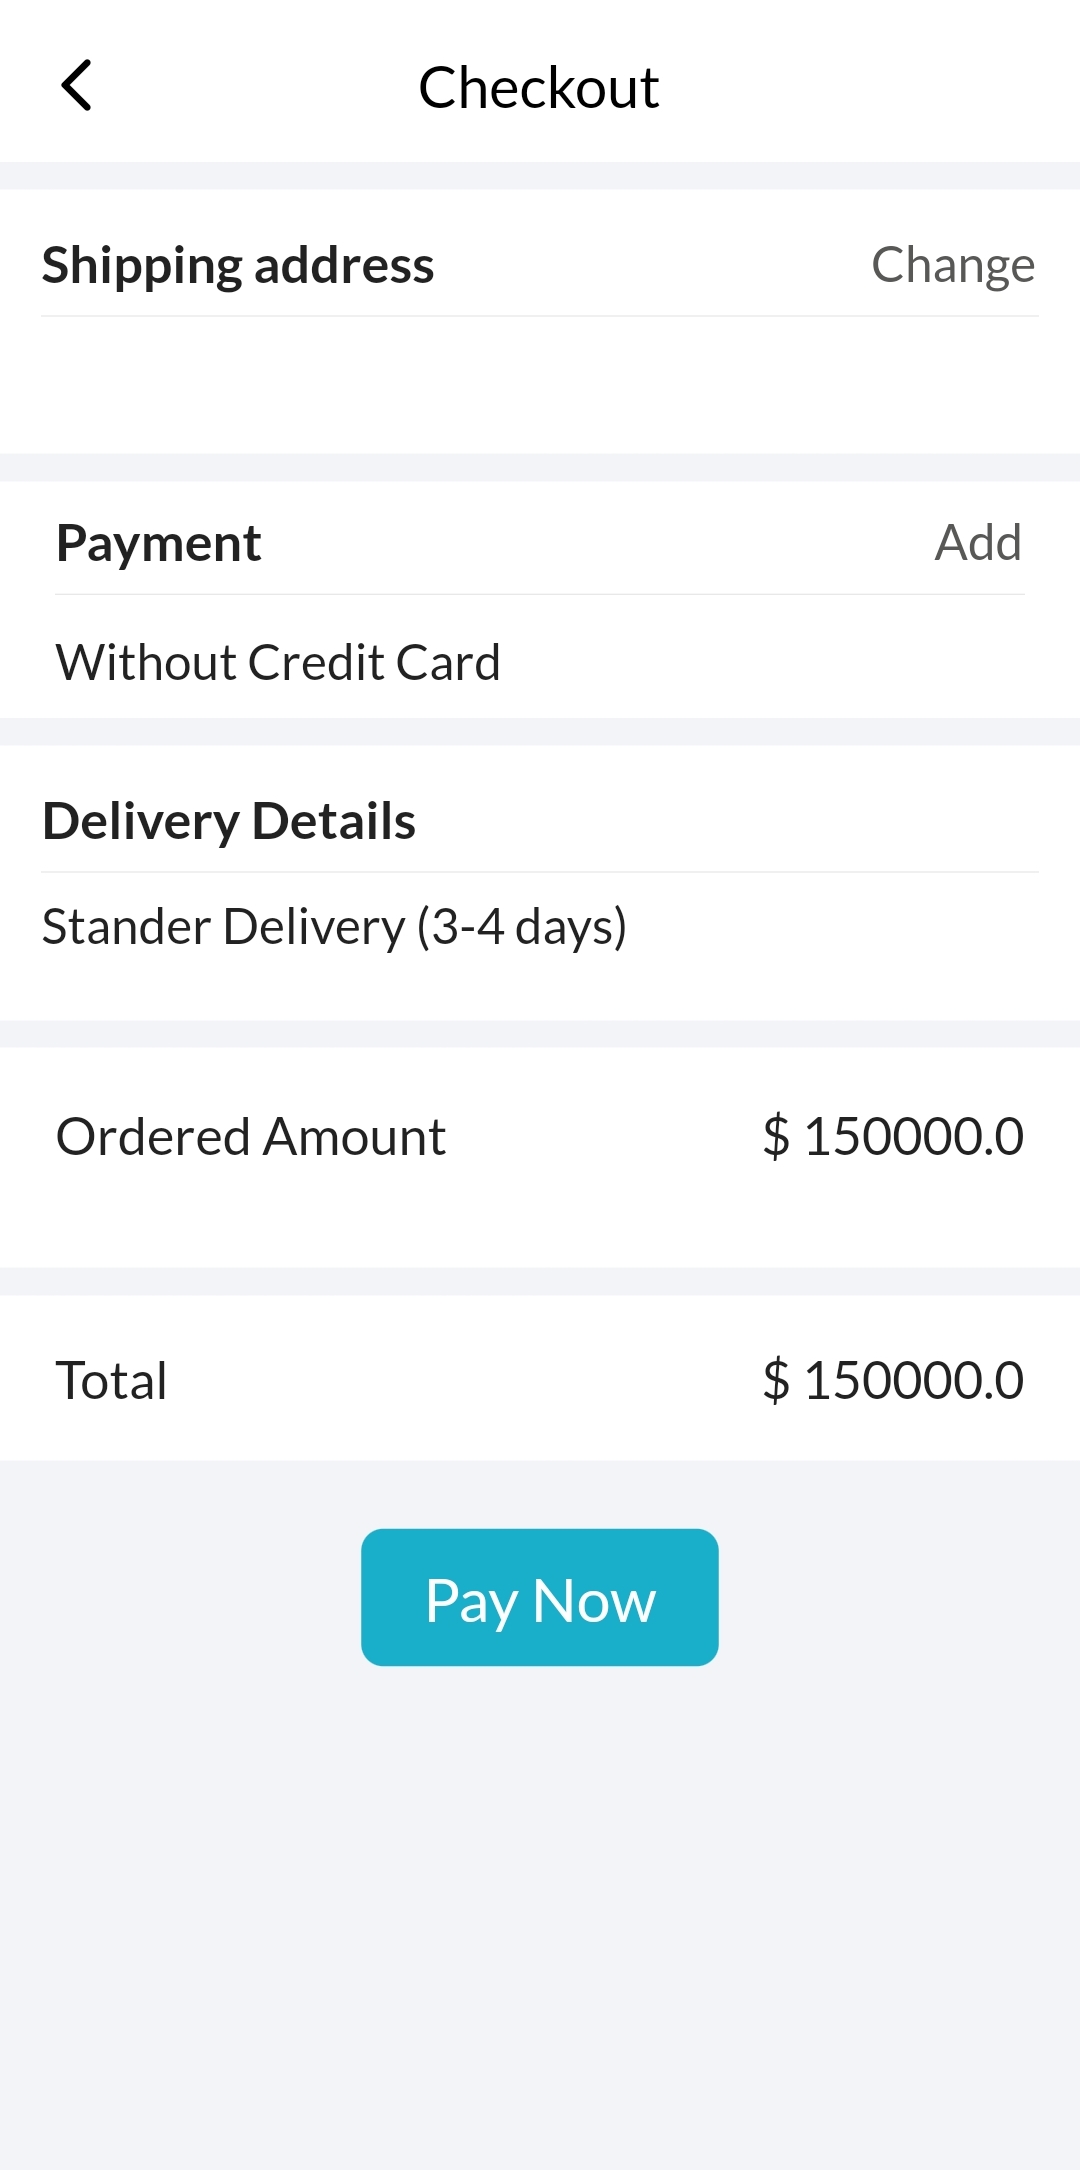 Checkout
Shipping address Change
Payment Add
Without Credit Card
Delivery Details
Stander Delivery (3-4 days)
Ordered Amount $ 150000.0
Total $ 150000.0
Pay Now